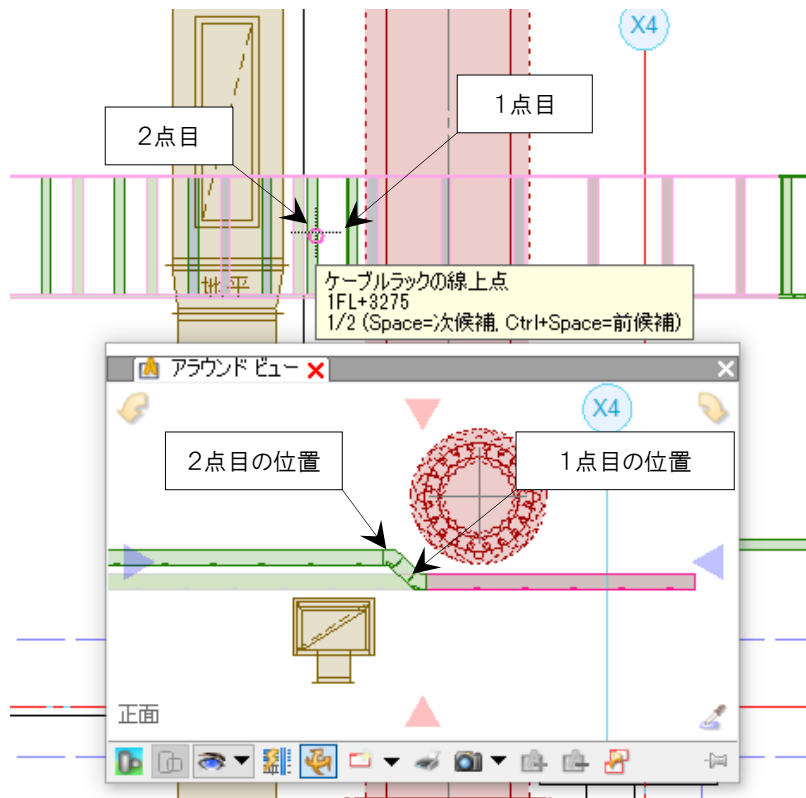 X4
1点目
2点目
地平
ケーブルラックの線上点
1FL+3275
1/2 (Space=次候補, Ctrl+Space=前候補)
アラウンド ビュー
X4
2点目の位置
1点目の位置
正面